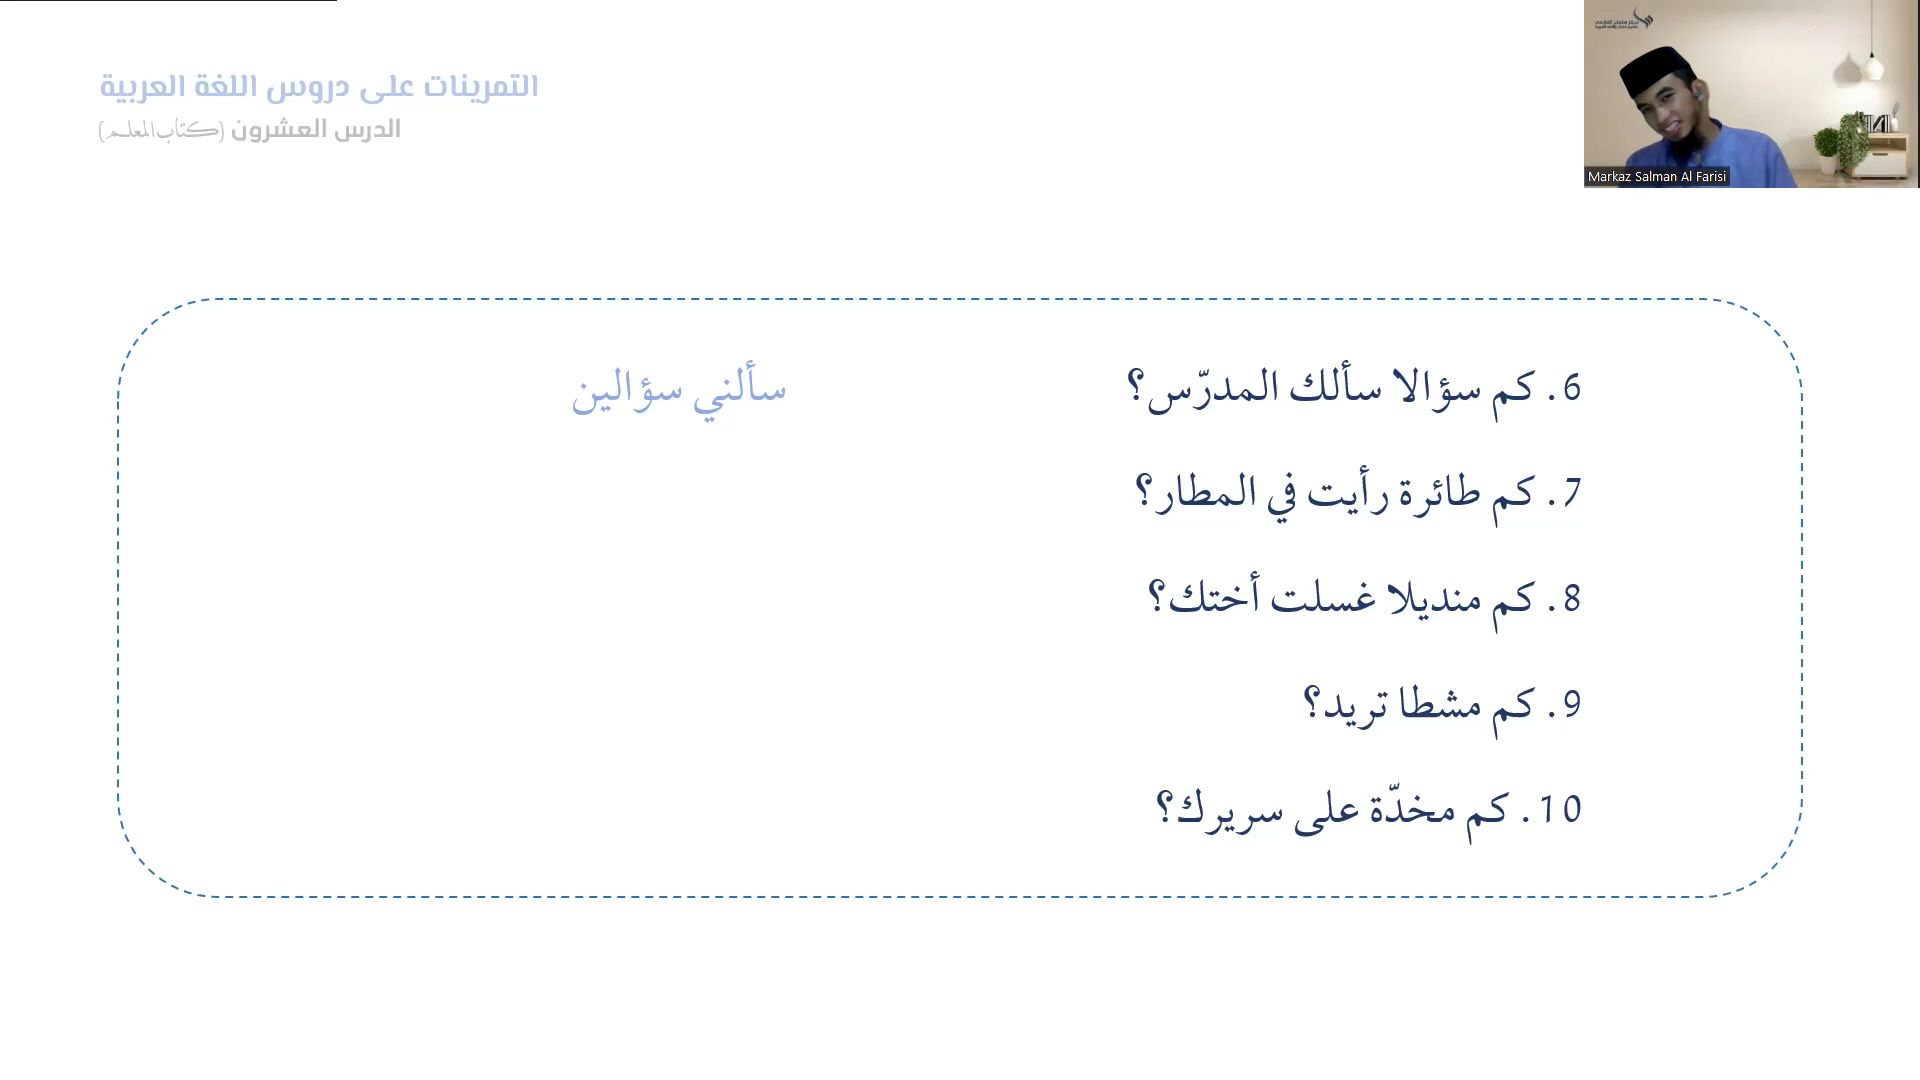 التمرينات على دروس اللغة العربية
الدرس العشرون (كتاب المعلم)
Markaz Salman Al Farisi
6. كم سؤالا سألك المدرّس؟ سألني سؤالين
7. كم طائرة رأيت في المطار؟
8. كم منديلا غسلت أختك؟
9. كم مشطا تريد؟
10. كم مخدّة على سريرك؟